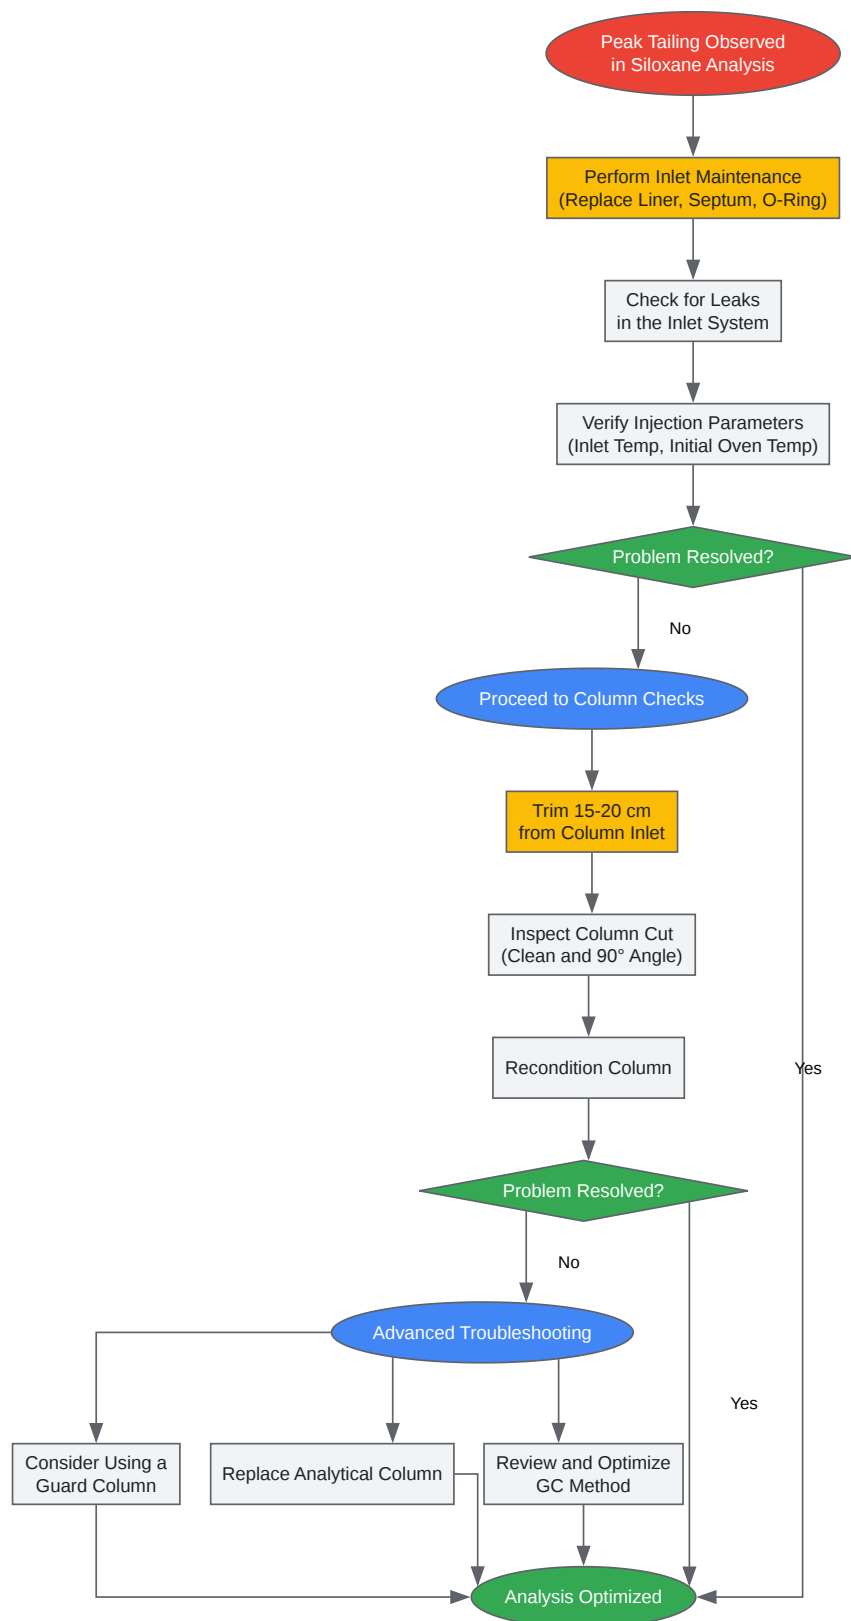 Peak Tailing Observed
in Siloxane Analysis
Perform Inlet Maintenance
(Replace Liner, Septum, O-Ring)
Check for Leaks
in the Inlet System
Verify Injection Parameters
(Inlet Temp, Initial Oven Temp)
Problem Resolved?
No
Proceed to Column Checks
Trim 15-20 cm
from Column Inlet
Inspect Column Cut
(Clean and 90° Angle)
Recondition Column
Yes
Problem Resolved?
No
Advanced Troubleshooting
Yes
Consider Using a
Guard Column
Replace Analytical Column
Review and Optimize
GC Method
Analysis Optimized